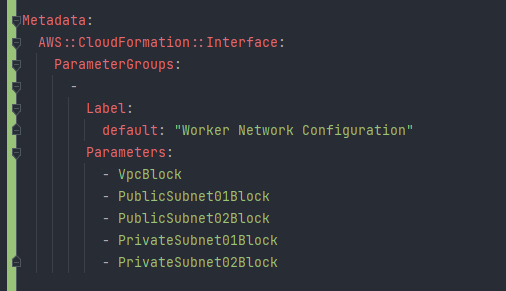 Metadata:
AWS::CloudFormation::Interface:
ParameterGroups:
-
Label:
default: "Worker Network Configuration"
Parameters:
- VpcBlock
- PublicSubnet01Block
- PublicSubnet02Block
- PrivateSubnet01Block
- PrivateSubnet02Block